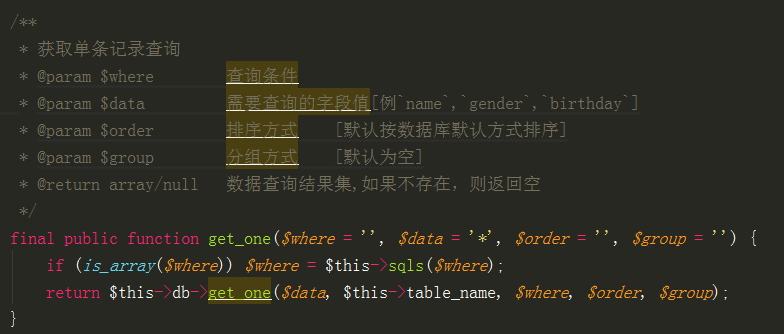 /**
 * 获取单条记录查询
 * @param $where 查询条件
 * @param $data 需要查询的字段值[例`name`,`gender`,`birthday`]
 * @param $order 排序方式 [默认按数据库默认方式排序]
 * @param $group 分组方式 [默认为空]
 * @return array/null 数据查询结果集,如果不存在，则返回空
 */
final public function get_one($where = '', $data = '*', $order = '', $group = '') {
    if (is_array($where)) $where = $this->sqls($where);
    return $this->db->get_one($data, $this->table_name, $where, $order, $group);
}